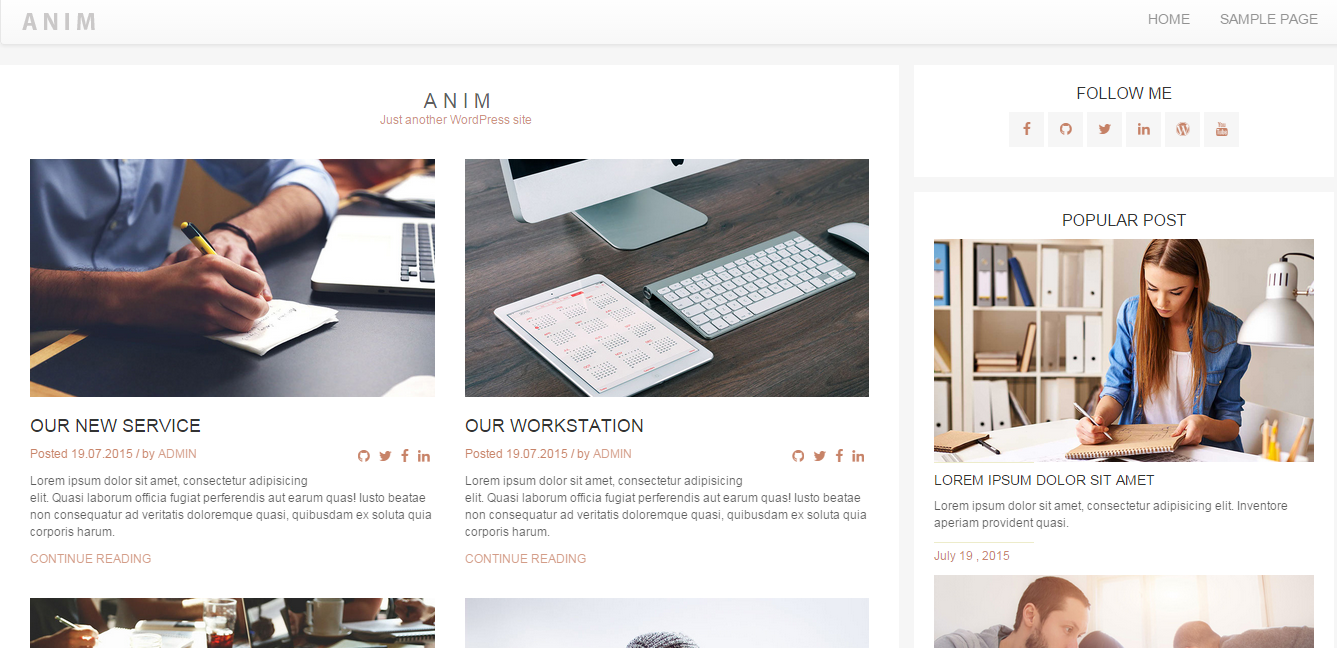 ANIM
HOME
SAMPLE PAGE
ANIM
Just another WordPress site
OUR NEW SERVICE
Posted 19.07.2015 / by ADMIN
Lorem ipsum dolor sit amet, consectetur adipisicing
elit. Quasi laborum officia fugiat perferendis aut earum quas! Iusto beatae
non consequatur ad veritatis doloremque quasi, quibusdam ex soluta quia
corporis harum.
CONTINUE READING
OUR WORKSTATION
Posted 19.07.2015 / by ADMIN
Lorem ipsum dolor sit amet, consectetur adipisicing
elit. Quasi laborum officia fugiat perferendis aut earum quas! Iusto beatae
non consequatur ad veritatis doloremque quasi, quibusdam ex soluta quia
corporis harum.
CONTINUE READING
FOLLOW ME
POPULAR POST
LOREM IPSUM DOLOR SIT AMET
Lorem ipsum dolor sit amet, consectetur adipisicing elit. Inventore
aperiam provident quasi.
July 19 , 2015